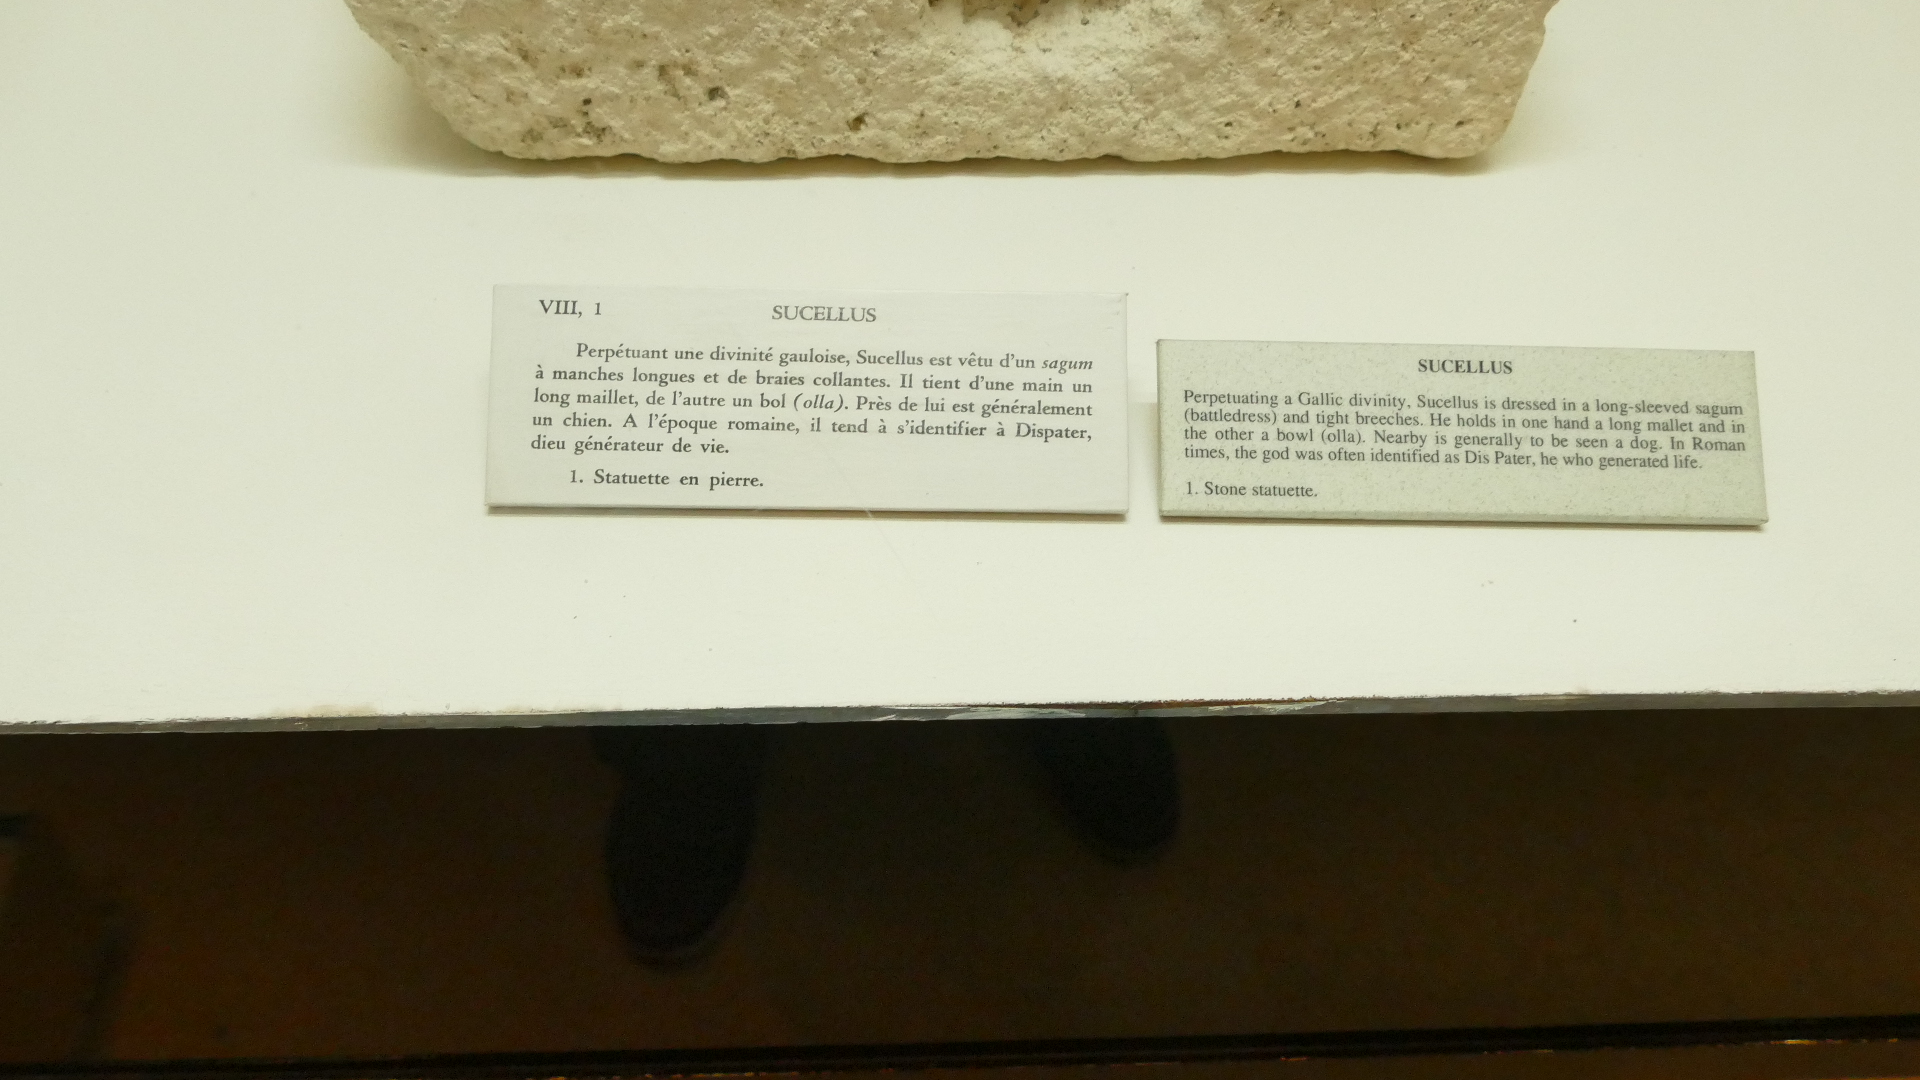 VIII, 1
SUCELLUS
Perpétuant une divinité gauloise, Sucellus est vêtu d'un sagum
à manches longues et de braies collantes. Il tient d'une main un
long maillet, de l'autre un bol (olla). Près de lui est généralement
un chien. A l'époque romaine, il tend à s'identifier à Dispater,
dieu générateur de vie.
1. Statuette en pierre.
SUCELLUS
Perpetuating a Gallic divinity, Sucellus is dressed in a long-sleeved sagum
(battledress) and tight breeches. He holds in one hand a long mallet and in
the other a bowl (olla). Nearby is generally to be seen a dog. In Roman
times, the god was often identified as Dis Pater, he who generated life.
1. Stone statuette.